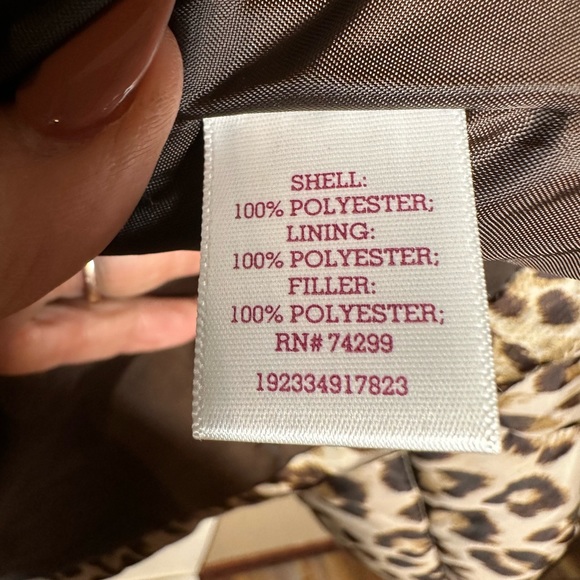 SHELL:
100% POLYESTER;
LINING:
100% POLYESTER;
FILLER:
100% POLYESTER;
RN# 74299
192334917823